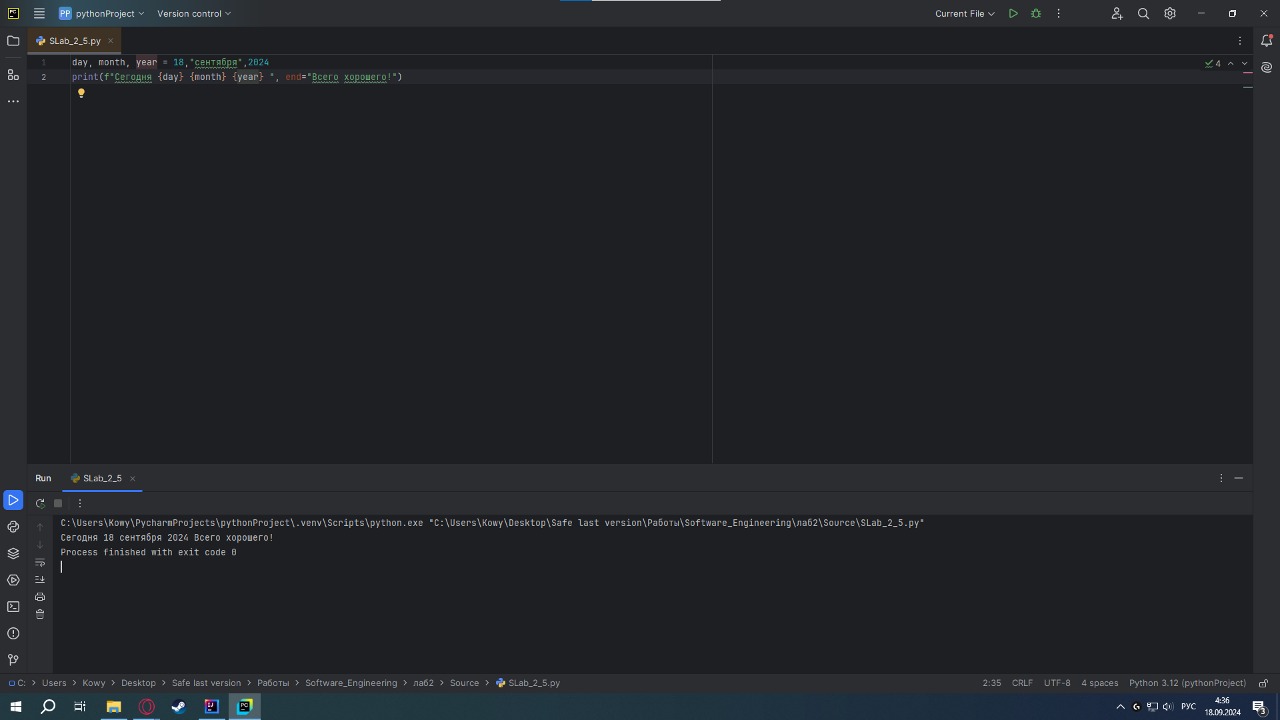 PP pythonProject Version control Current File
SLab_2_5.py
1 day, month, year = 18,"сентября",2024
4
2 print(f"Сегодня {day} {month} {year} ", end="Всего хорошего!")
Run SLab_2_5
C:\Users\Kowy\PycharmProjects\pythonProject\.venv\Scripts\python.exe "C:\Users\Kowy\Desktop\Safe last version\Работы\Software_Engineering\лаб2\Source\SLab_2_5.py"
Сегодня 18 сентября 2024 Всего хорошего!
Process finished with exit code 0
C: > Users > Kowy > Desktop > Safe last version > Работы > Software_Engineering > лаб2 > Source > SLab_2_5.py 2:35 CRLF UTF-8 4 spaces Python 3.12 (pythonProject)
РУС 4:36
18.09.2024